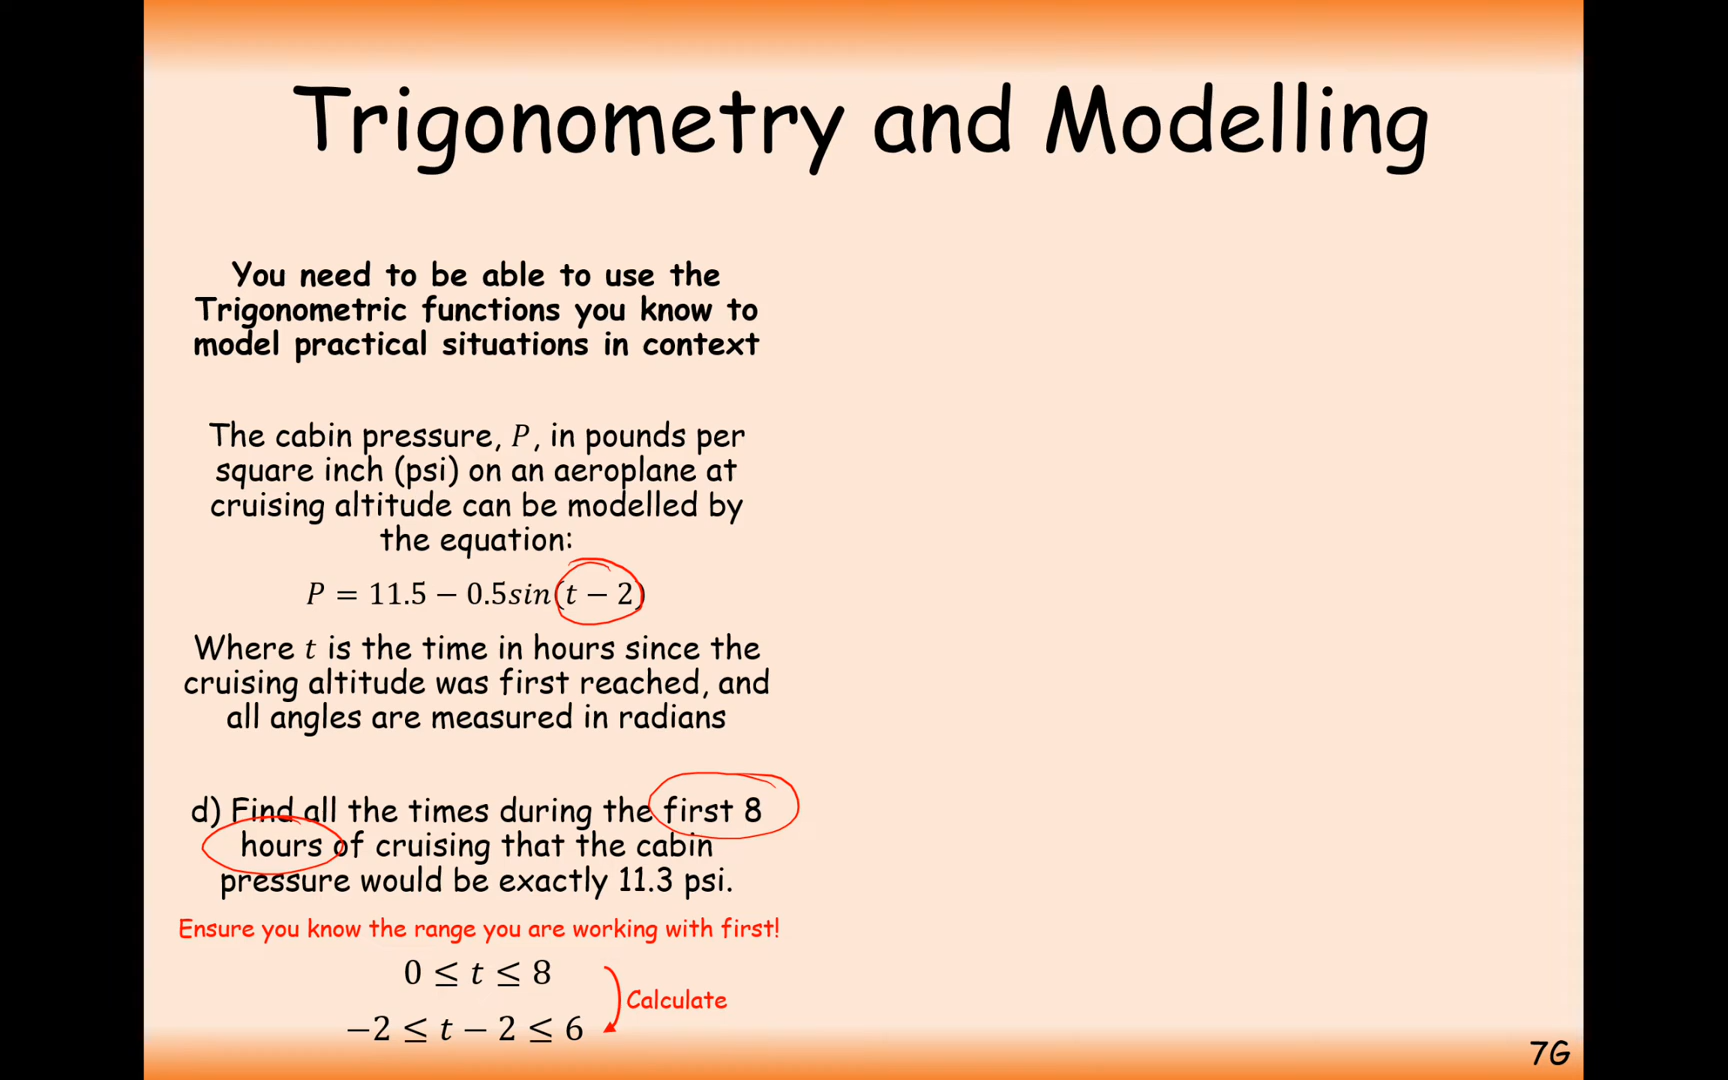 Trigonometry and Modelling
You need to be able to use the
Trigonometric functions you know to
model practical situations in context
The cabin pressure, P, in pounds per
square inch (psi) on an aeroplane at
cruising altitude can be modelled by
the equation:
P = 11.5 − 0.5sin(t − 2)
Where t is the time in hours since the
cruising altitude was first reached, and
all angles are measured in radians
d) Find all the times during the first 8
hours of cruising that the cabin
pressure would be exactly 11.3 psi.
Ensure you know the range you are working with first!
0 ≤ t ≤ 8
Calculate
−2 ≤ t − 2 ≤ 6
7G